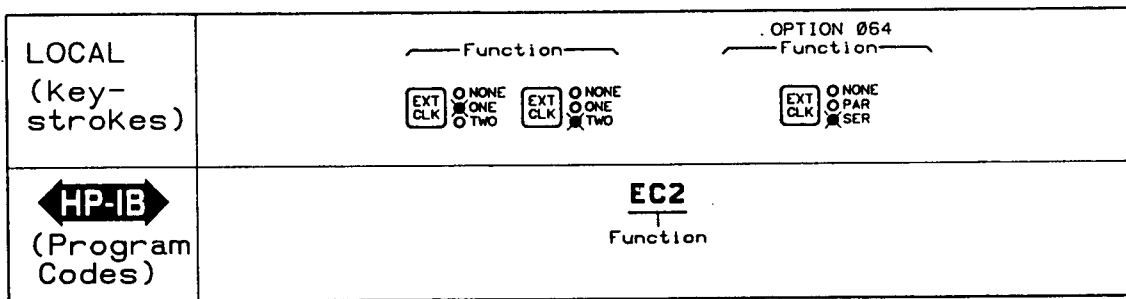 LOCAL
(Key-
strokes)
Function
EXT
CLK
NONE
ONE
TWO
EXT
CLK
NONE
ONE
TWO
OPTION 064
Function
EXT
CLK
NONE
PAR
SER
HP-IB
(Program
Codes)
EC2
Function